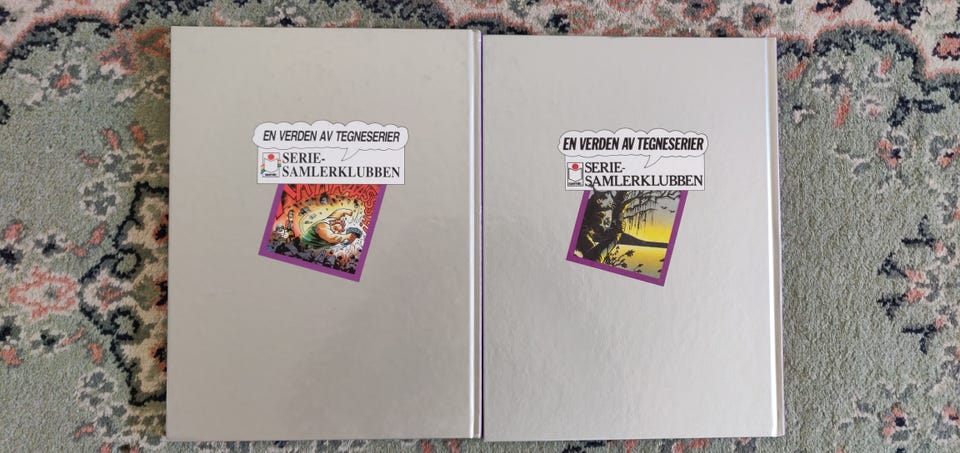 EN VERDEN AV TEGNESERIER
SERIE-
SAMLERKLUBBEN
EN VERDEN AV TEGNESERIER
SERIE-
SAMLERKLUBBEN